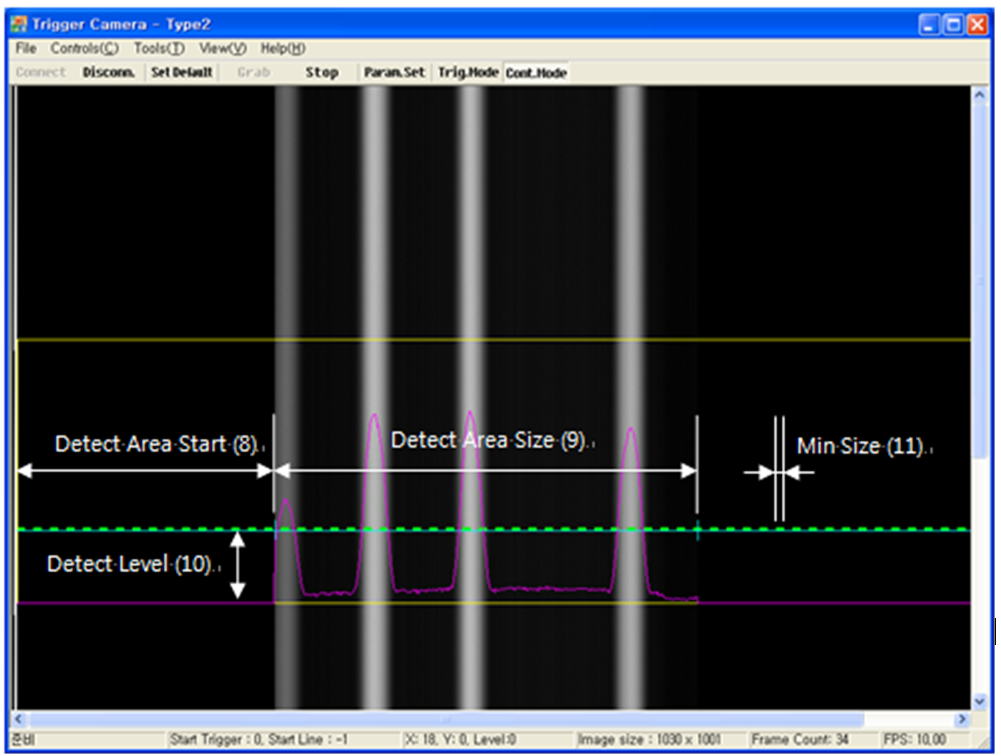 Trigger Camera - Type2
File Controls(C) Tools(T) View(V) Help(H)
Connect Disconn. Set Default Grab Stop Param.Set Trig.Mode Cont.Mode
Detect Area Start (8)
Detect Area Size (9)
Min Size (11)
Detect Level (10)
준비 Start Trigger : 0, Start Line : -1 X: 18, Y: 0, Level:0 Image size : 1030 x 1001 Frame Count: 34 FPS: 10,00